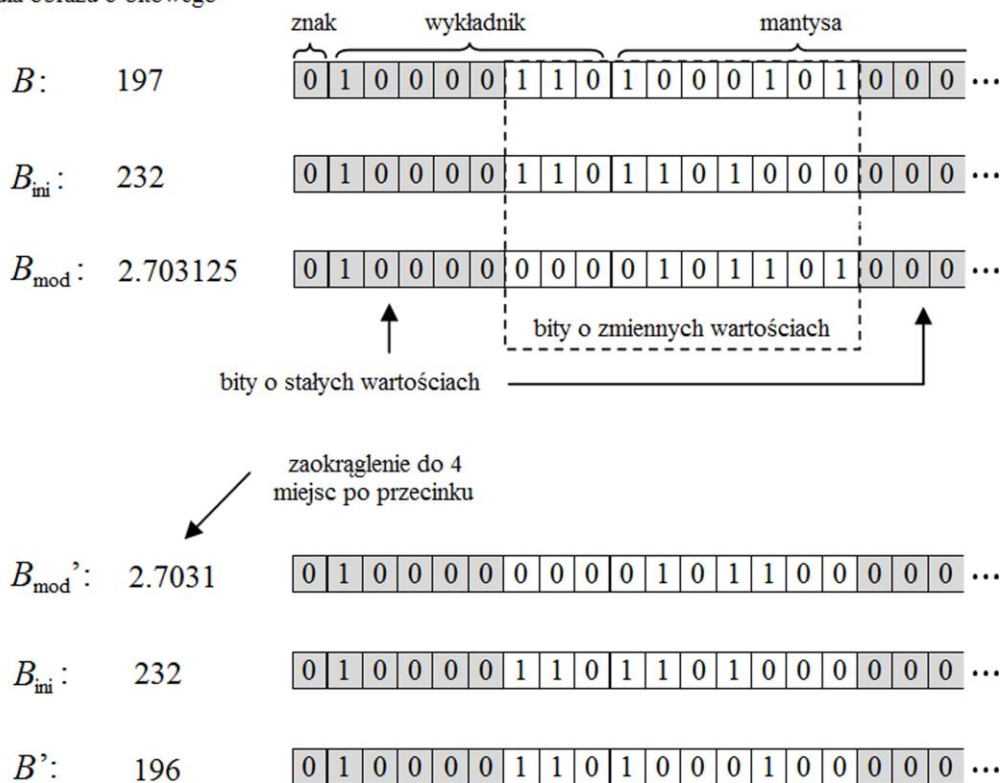 obrazu
znak wykładnik mantysa
B: 197 0 1 0 0 0 0 1 1 0 1 0 0 0 1 0 1 0 0 0 ...
Bini: 232 0 1 0 0 0 0 1 1 0 1 1 0 1 0 0 0 0 0 0 ...
Bmod: 2.703125 0 1 0 0 0 0 0 0 0 0 1 0 1 1 0 1 0 0 0 ...
bity o zmiennych wartościach
bity o stałych wartościach
zaokrąglenie do 4
miejsc po przecinku
Bmod’: 2.7031 0 1 0 0 0 0 0 0 0 0 1 0 1 1 0 0 0 0 0 ...
Bini: 232 0 1 0 0 0 0 1 1 0 1 1 0 1 0 0 0 0 0 0 ...
B’: 196 0 1 0 0 0 0 1 1 0 1 0 0 0 1 0 0 0 0 0 ...